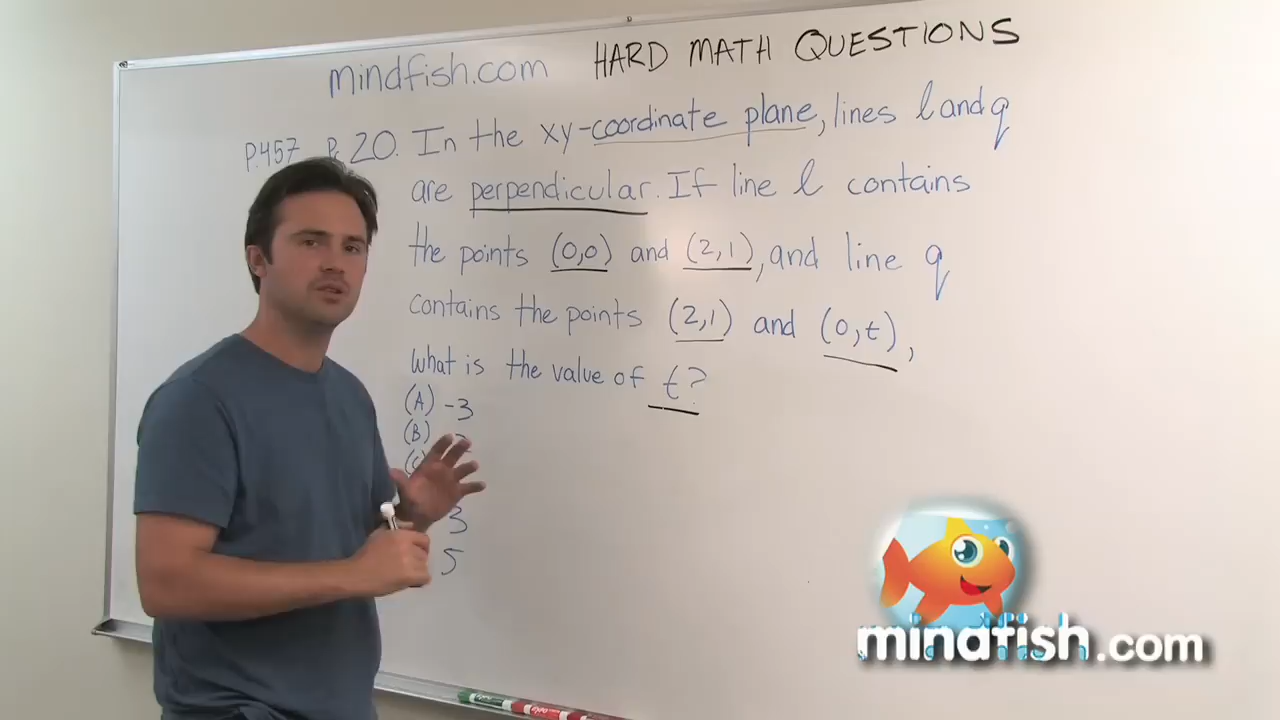 mindfish.com HARD MATH QUESTIONS
P.457 20. In the xy-coordinate plane, lines l and q
are perpendicular. If line l contains
the points (0,0) and (2,1), and line q
contains the points (2,1) and (0,t),
What is the value of t?
(A) -3
(B)
(C)
3
5
mindfish.com